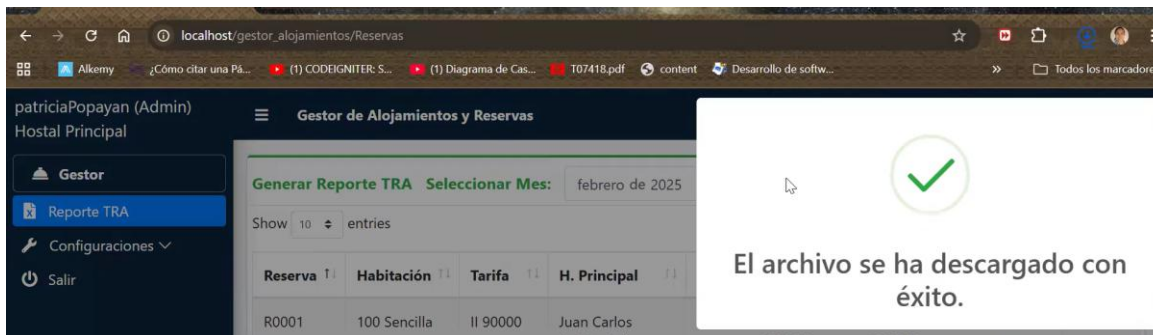 localhost/gestor_alojamientos/Reservas
Alkemy ¿Cómo citar una Pá... (1) CODEIGNITER: S... (1) Diagrama de Cas... T07418.pdf content Desarrollo de softw... » Todos los marcadore
patriciaPopayan (Admin)
Hostal Principal
Gestor de Alojamientos y Reservas
Gestor
Reporte TRA
Configuraciones
Salir
Generar Reporte TRA Seleccionar Mes: febrero de 2025
Show 10 entries
Reserva Habitación Tarifa H. Principal
R0001 100 Sencilla II 90000 Juan Carlos
El archivo se ha descargado con
éxito.